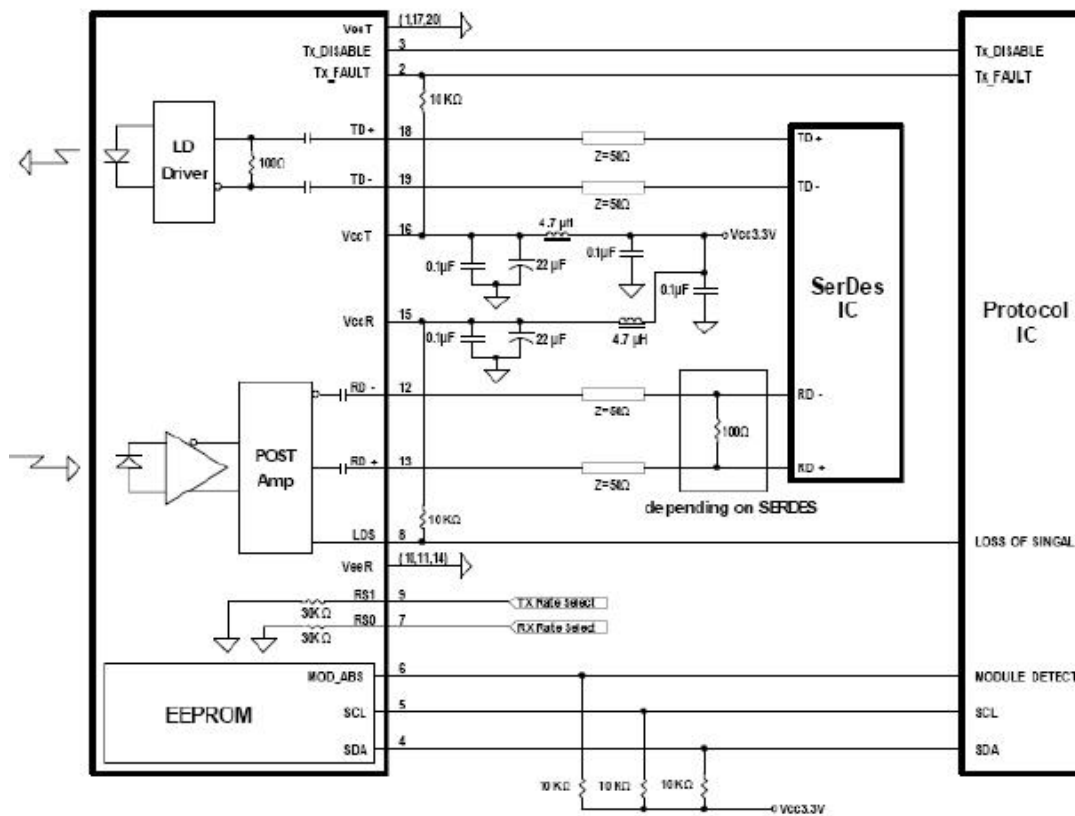 VeeT (1,17,20)
Tx_DISABLE 3 Tx_DISABLE
Tx_FAULT 2 Tx_FAULT
10 KΩ
LD Driver
100Ω
TD+ 18 Z=50Ω TD+
TD- 19 Z=50Ω TD-
VccT 16 4.7 µH Vcc3.3V
0.1µF 22 µF 0.1µF
0.1µF
SerDes IC
Protocol IC
VccR 15
0.1µF 22 µF 4.7 µH
RD - 12 Z=50Ω RD -
100Ω
POST Amp
RD + 13 Z=50Ω RD +
depending on SERDES
10 KΩ
LOS 8 LOSS OF SINGAL
VeeR (10,11,14)
RS1 9 TX Rate Select
30KΩ
RS0 7 RX Rate Select
30KΩ
EEPROM
MOD_ABS 6 MODULE DETECT
SCL 5 SCL
SDA 4 SDA
10 KΩ 10 KΩ 10 KΩ
Vcc3.3V